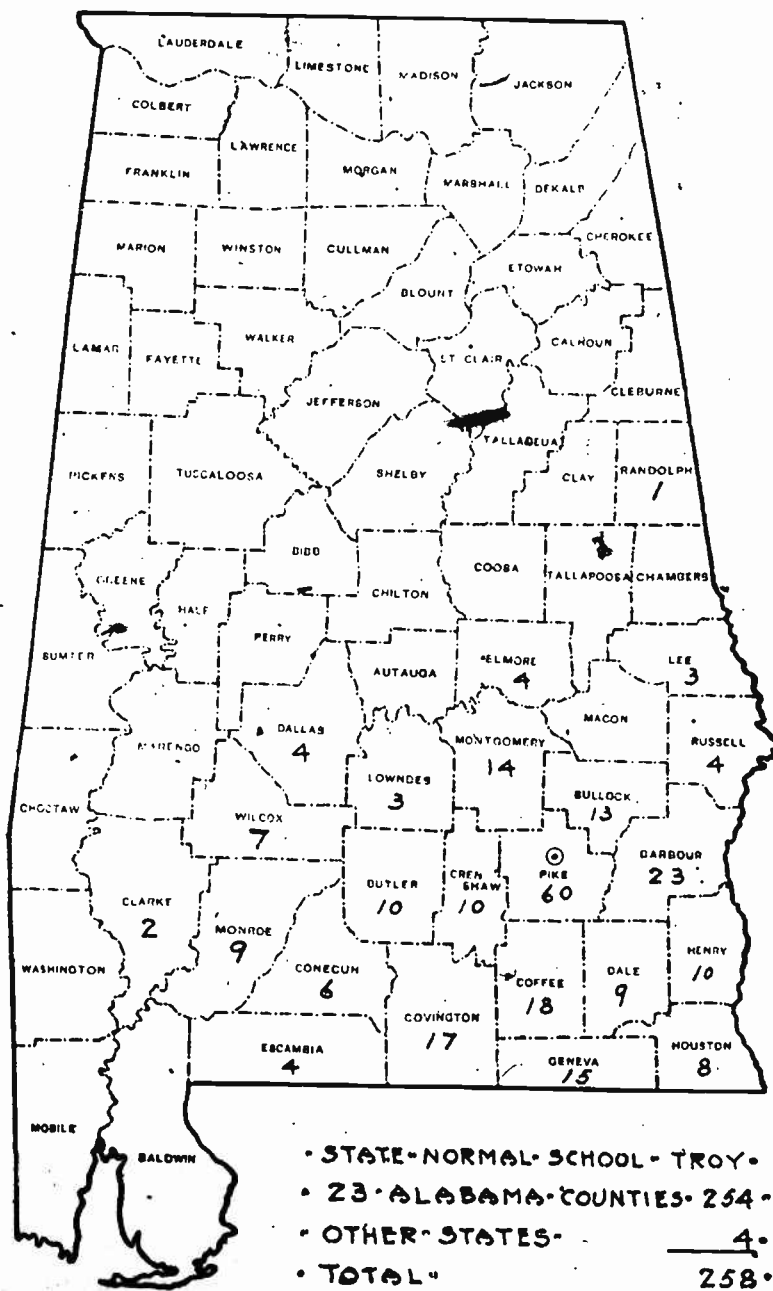 LAUDERDALE
LIMESTONE
MADISON
JACKSON
COLBERT
LAWRENCE
FRANKLIN
MORGAN
MARSHALL
DEKALB
CHEROKEE
MARION
WINSTON
CULLMAN
ETOWAH
BLOUNT
WALKER
CALHOUN
LAMAR
FAYETTE
ST CLAIR
CLEBURNE
JEFFERSON
TALLADEGA
PICKENS
TUSCALOOSA
SHELBY
CLAY
RANDOLPH
1
BIBB
COOSA
TALLAPOOSA
CHAMBERS
GREENE
HALE
CHILTON
PERRY
SUMTER
AUTAUGA
ELMORE
4
LEE
3
MACON
DALLAS
4
MONTGOMERY
14
RUSSELL
4
MARENGO
LOWNDES
3
BULLOCK
13
CHOCTAW
WILCOX
7
BARBOUR
23
PIKE
60
BUTLER
10
CREN
SHAW
10
CLARKE
2
MONROE
9
HENRY
10
WASHINGTON
CONECUH
6
COFFEE
18
DALE
9
COVINGTON
17
ESCAMBIA
4
GENEVA
15
HOUSTON
8
MOBILE
BALDWIN
• STATE-NORMAL-SCHOOL-TROY•
• 23•ALABAMA•COUNTIES•254•
• OTHER•STATES• 4•
• TOTAL• 258•